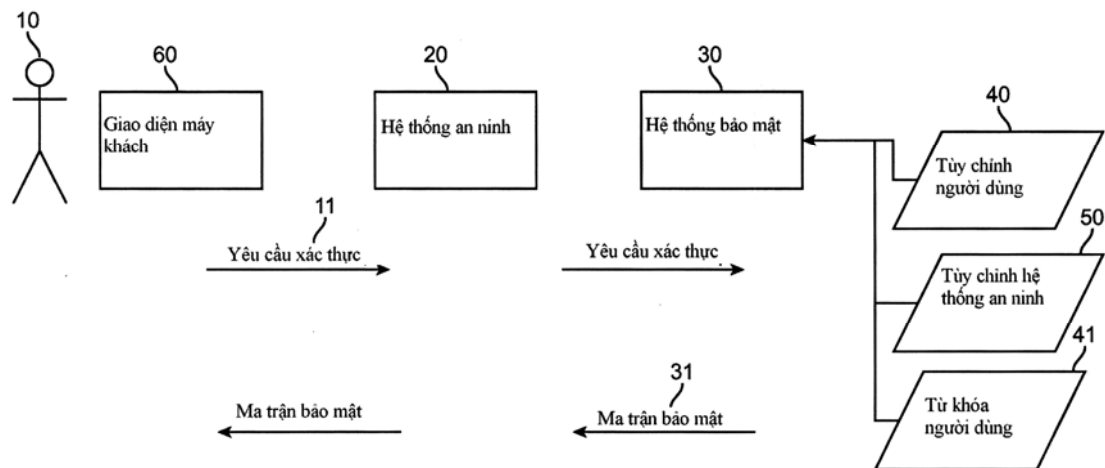 10
60
20
30
40
Giao diện máy
khách
Hệ thống an ninh
Hệ thống bảo mật
Tùy chỉnh
người dùng
11
50
Yêu cầu xác thực
Yêu cầu xác thực
Tùy chỉnh hệ
thống an ninh
41
31
Ma trận bảo mật
Ma trận bảo mật
Từ khóa
người dùng